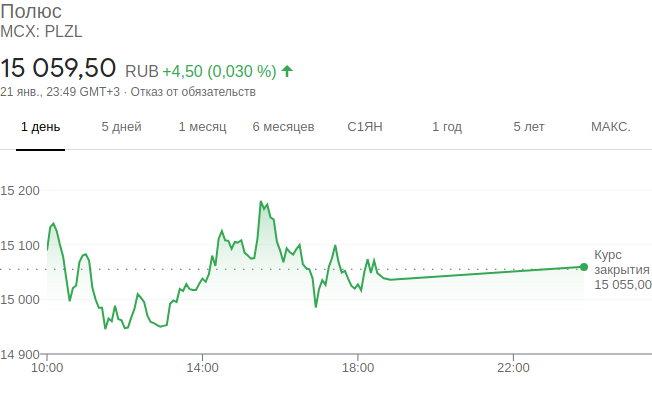 Полюс
MCX: PLZL
15 059,50 RUB +4,50 (0,030 %)
21 янв., 23:49 GMT+3 · Отказ от обязательств
1 день 5 дней 1 месяц 6 месяцев С1ЯН 1 год 5 лет МАКС.
15 200
15 100
15 000
14 900
Курс
закрытия
15 055,00
10:00 14:00 18:00 22:00